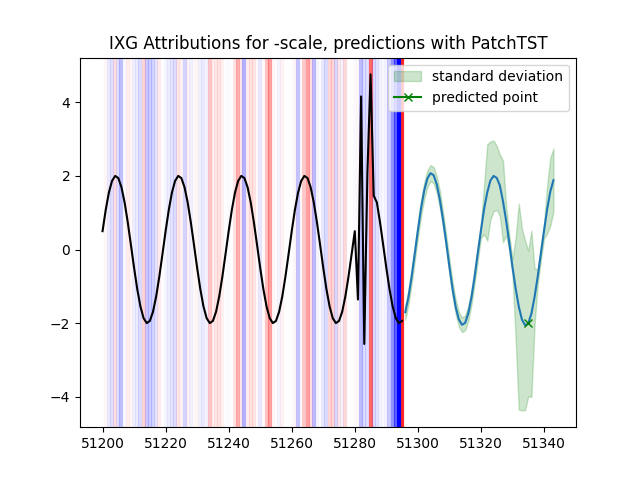 IXG Attributions for -scale, predictions with PatchTST
standard deviation
predicted point
4
2
0
−2
−4
51200 51220 51240 51260 51280 51300 51320 51340